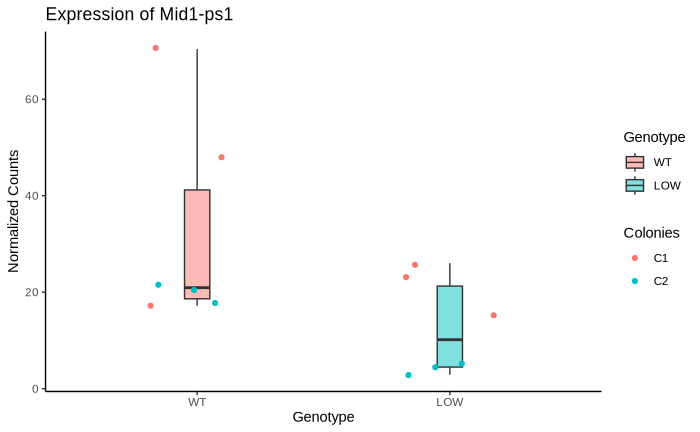 Expression of Mid1-ps1
Normalized Counts
60
40
20
0
WT
LOW
Genotype
Genotype
WT
LOW
Colonies
C1
C2